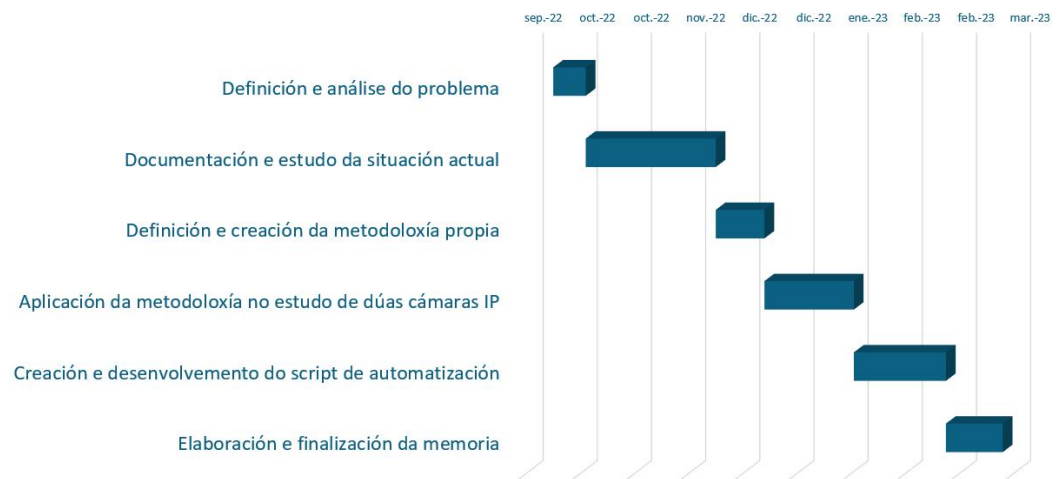 sep.-22 oct.-22 oct.-22 nov.-22 dic.-22 dic.-22 ene.-23 feb.-23 feb.-23 mar.-23
Definición e análise do problema
Documentación e estudo da situación actual
Definición e creación da metodoloxía propia
Aplicación da metodoloxía no estudo de dúas cámaras IP
Creación e desenvolvemento do script de automatización
Elaboración e finalización da memoria